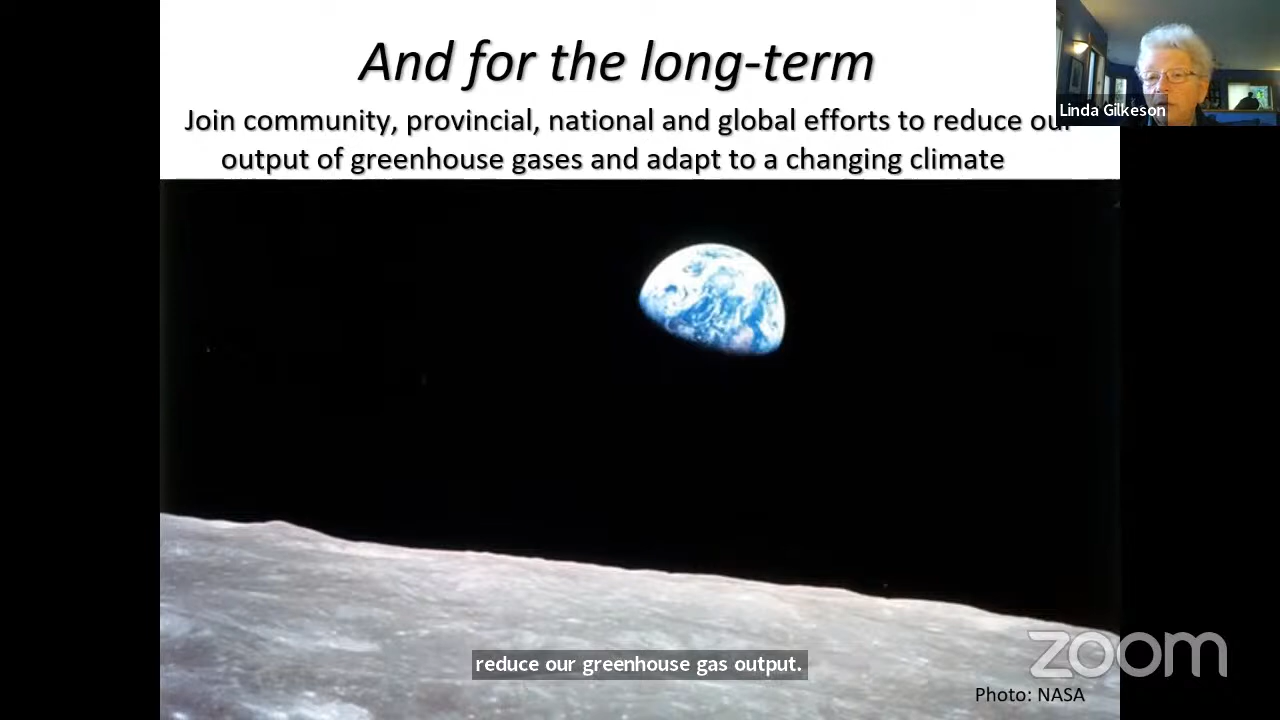 And for the long-term
Join community, provincial, national and global efforts to reduce our
output of greenhouse gases and adapt to a changing climate
Linda Gilkeson
reduce our greenhouse gas output.
zoom
Photo: NASA